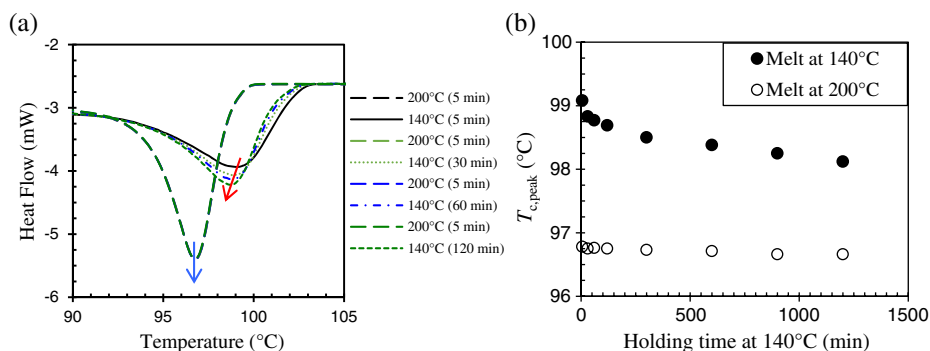 (a)
-2
-3
-4
-5
-6
Heat Flow (mW)
90
95
100
105
Temperature (°C)
200°C (5 min)
140°C (5 min)
200°C (5 min)
140°C (30 min)
200°C (5 min)
140°C (60 min)
200°C (5 min)
140°C (120 min)
(b)
100
99
98
97
96
Tc,peak (°C)
0
500
1000
1500
Holding time at 140°C (min)
Melt at 140°C
Melt at 200°C